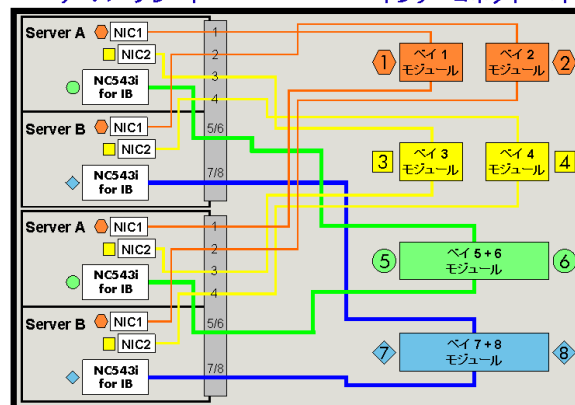 Server A
NIC1
NIC2
NC543i
for IB
Server B
NIC1
NIC2
NC543i
for IB
1
2
3
4
5/6
7/8
Server A
NIC1
NIC2
NC543i
for IB
Server B
NIC1
NIC2
NC543i
for IB
1
2
3
4
5/6
7/8
1
ベイ 1
モジュール
ベイ 2
モジュール
2
3
ベイ 3
モジュール
ベイ 4
モジュール
4
5
ベイ 5 + 6
モジュール
6
7
ベイ 7 + 8
モジュール
8